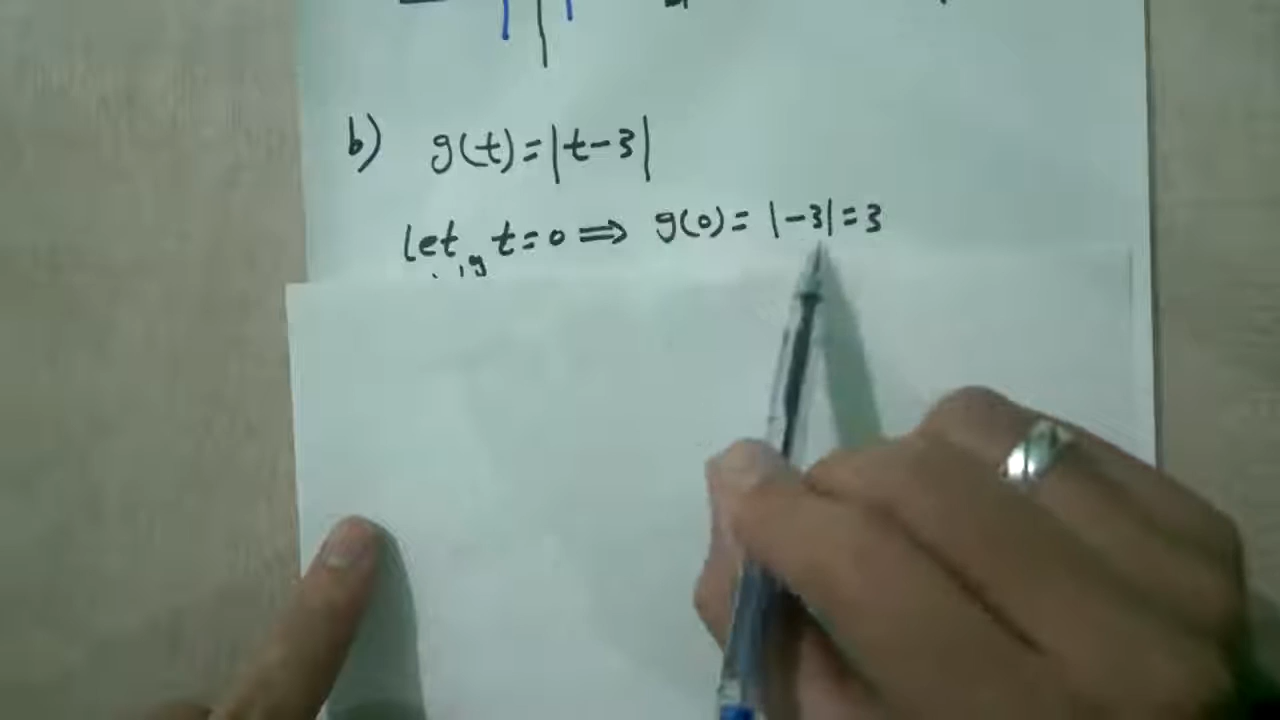 b) g(t)=|t-3|
let t=0 ⟹ g(0)= |-3|=3